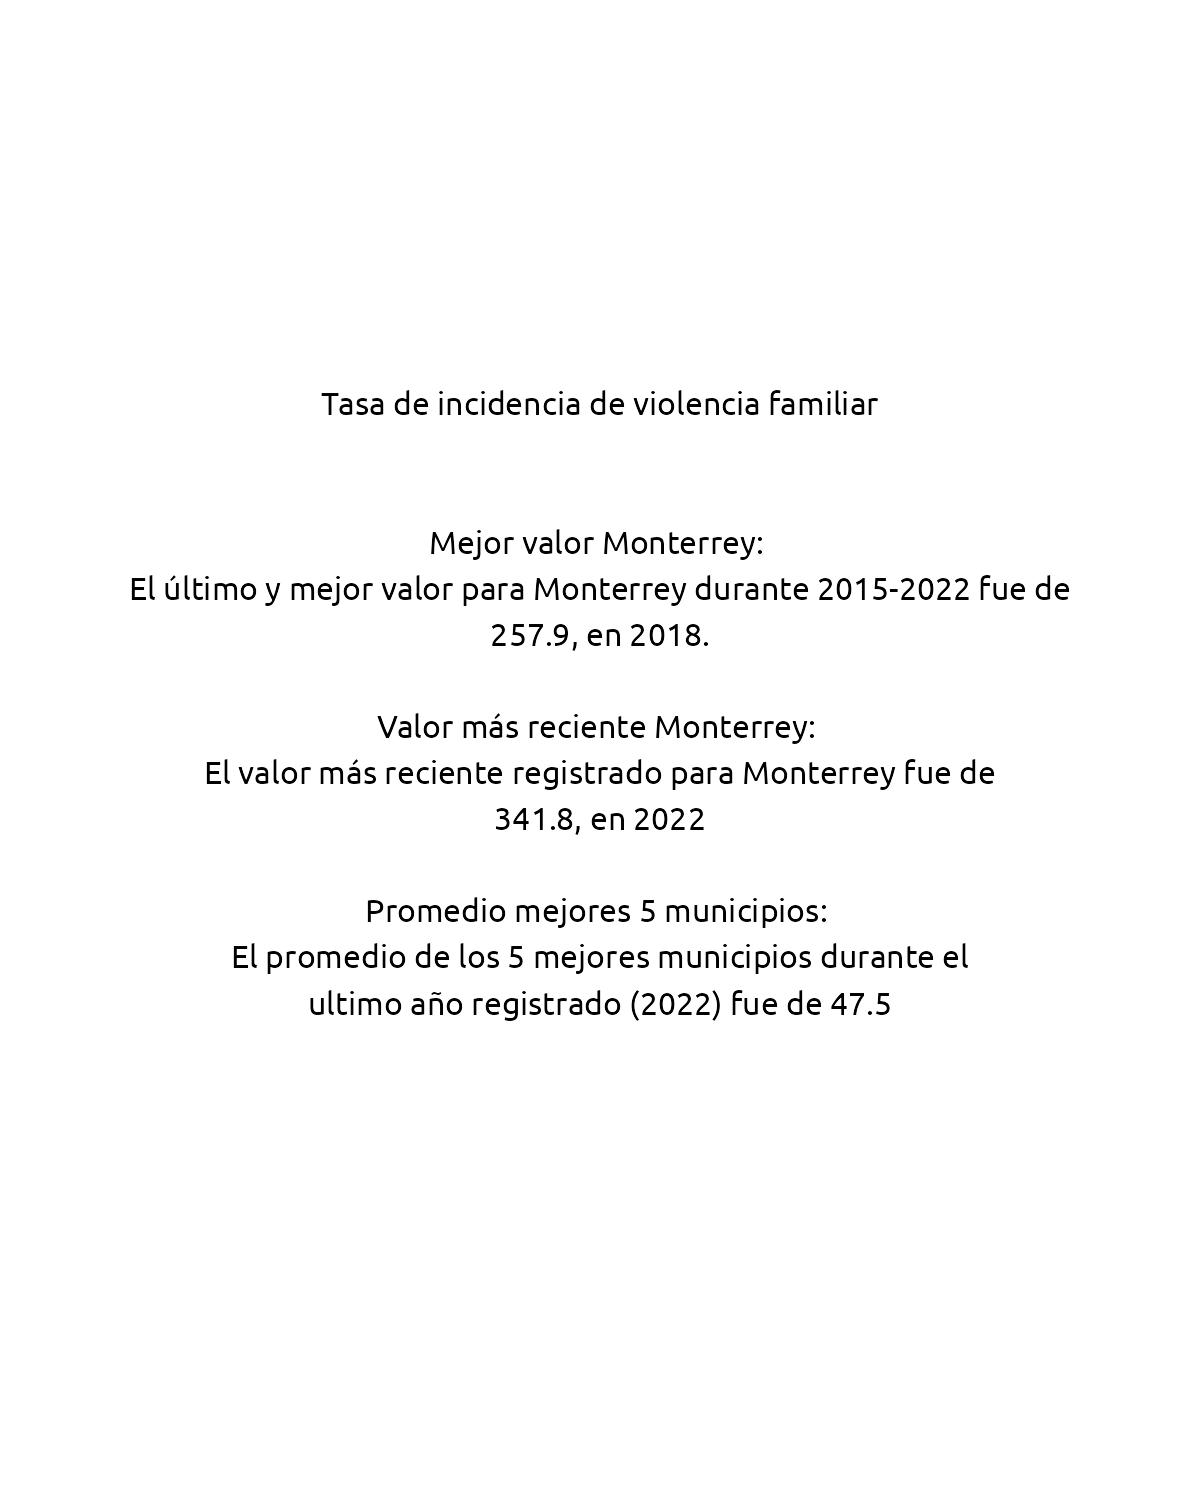 Tasa de incidencia de violencia familiar
Mejor valor Monterrey:
El último y mejor valor para Monterrey durante 2015-2022 fue de
257.9, en 2018.
Valor más reciente Monterrey:
El valor más reciente registrado para Monterrey fue de
341.8, en 2022
Promedio mejores 5 municipios:
El promedio de los 5 mejores municipios durante el
ultimo año registrado (2022) fue de 47.5